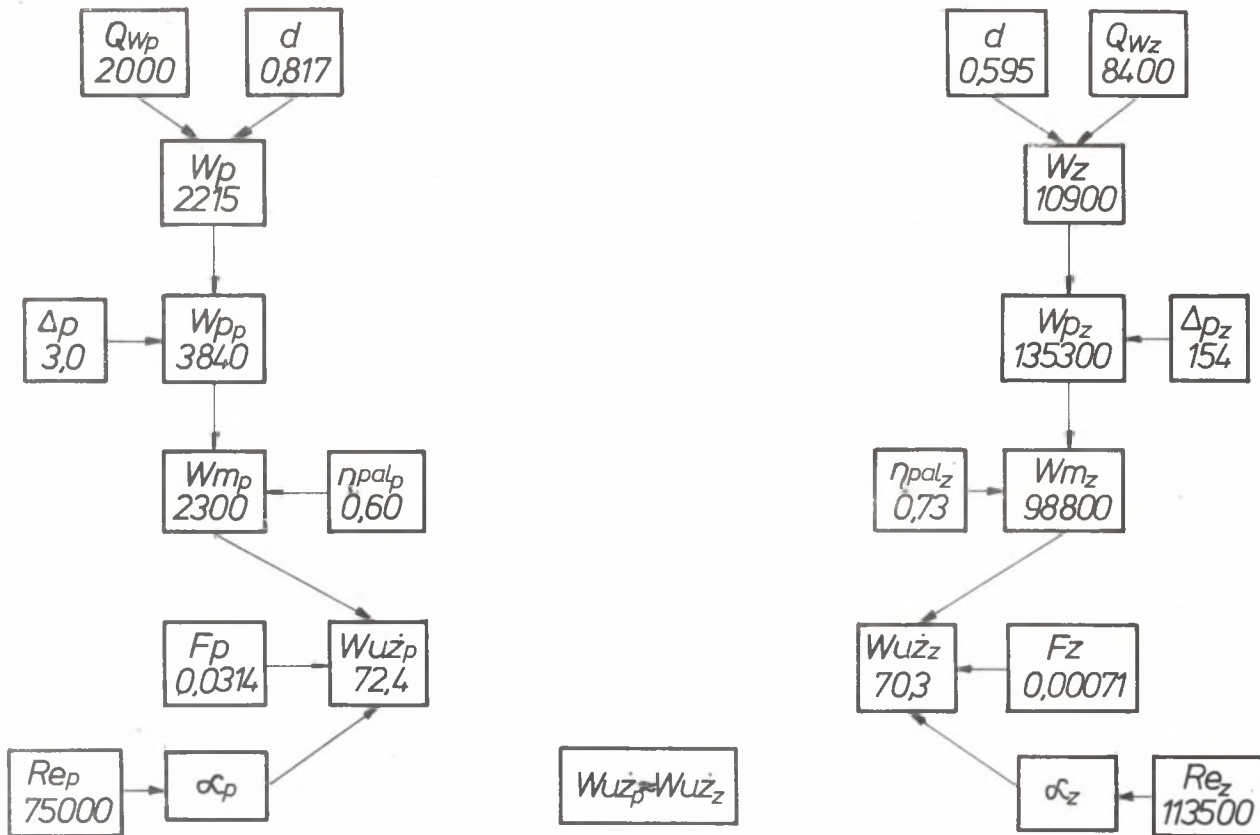 Qwp
2000
d
0,817
d
0,595
Qwz
8400
Wp
2215
Wz
10900
Δp
3,0
Wpp
3840
Wpz
135300
Δpz
154
Wmp
2300
ηpalp
0,60
ηpalz
0,73
Wmz
98800
Fp
0,0314
Wużp
72,4
Wużz
70,3
Fz
0,00071
Rep
75000
αp
Wużp≈Wużz
αz
Rez
113500